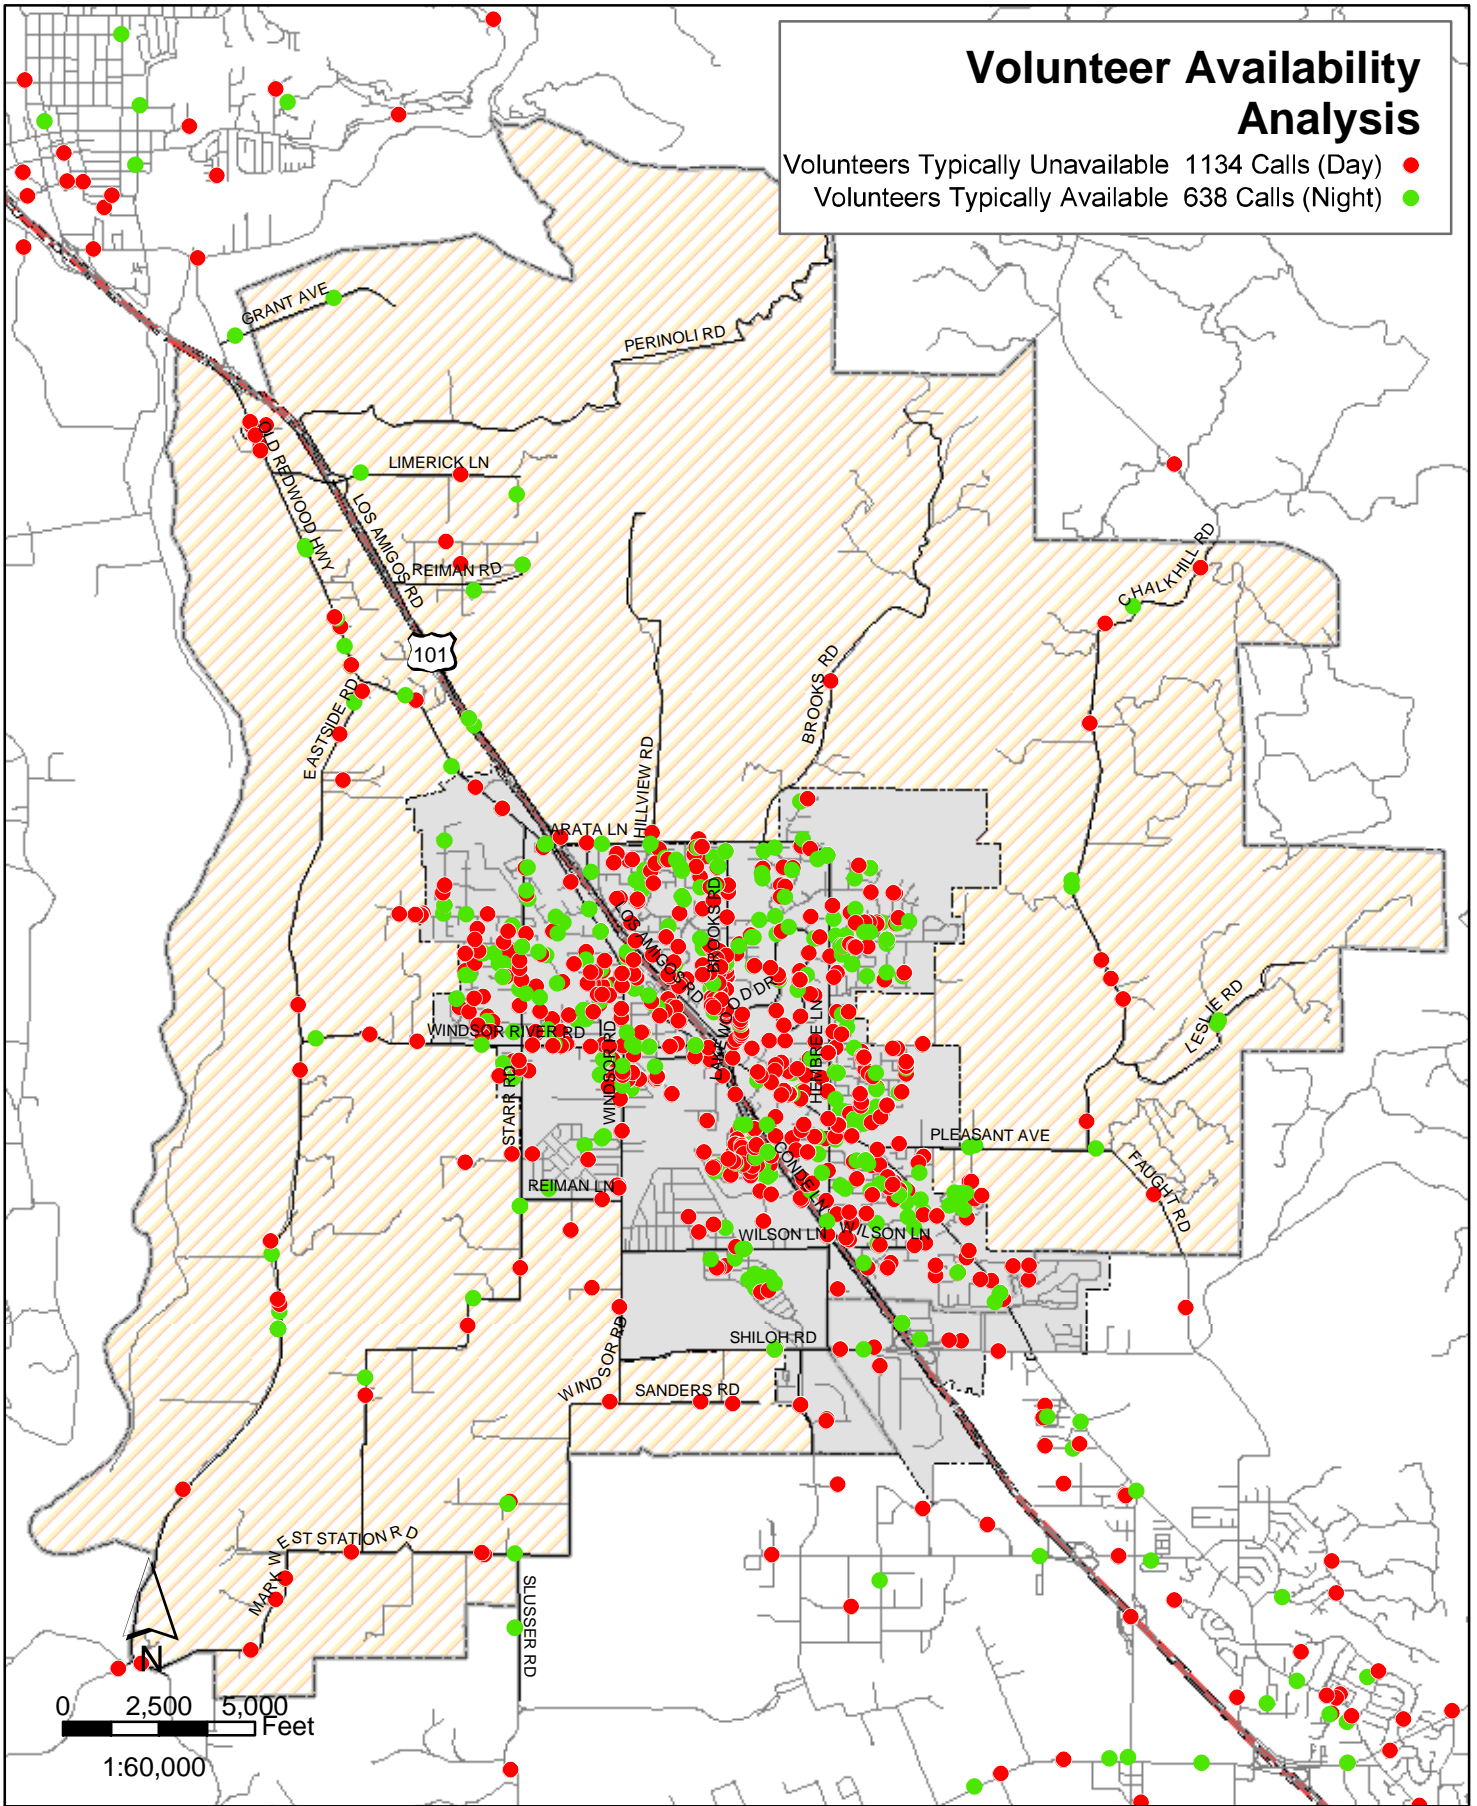 Volunteer Availability
Analysis
Volunteers Typically Unavailable 1134 Calls (Day)
Volunteers Typically Available 638 Calls (Night)
GRANT AVE
PERINOLI RD
LIMERICK LN
OLD REDWOOD HWY
LOS AMIGOS RD
REIMAN RD
CHALK HILL RD
101
BROOKS RD
EASTSIDE RD
HILLVIEW RD
ARATA LN
BROOKS RD
LOS AMIGOS RD
LAKEWOOD DR
LESLIE RD
WINDSOR RIVER RD
WINDSOR RD
HEMBREE LN
STARR RD
PLEASANT AVE
CONDE LN
FAUGHT RD
REIMAN LN
WILSON LN
WILSON LN
SHILOH RD
WINDSOR RD
SANDERS RD
MARK WEST STATION RD
SLUSSER RD
N
0 2,500 5,000
Feet
1:60,000